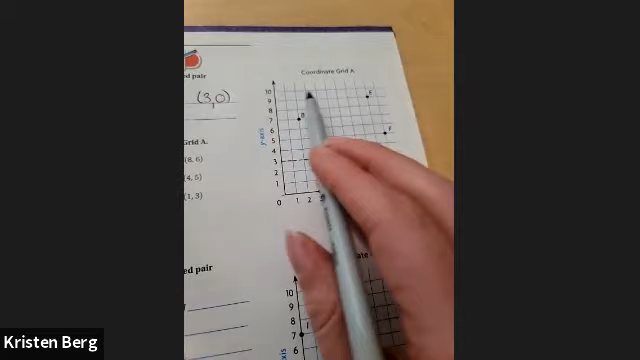 ed pair
(3,0)
Coordinate Grid A
Grid A.
(8, 6)
(4, 5)
(1, 3)
y-axis
10
9
8
7
6
5
4
3
2
1
0
1 2
B
E
F
ed pair
10
9
8
7
6
Kristen Berg